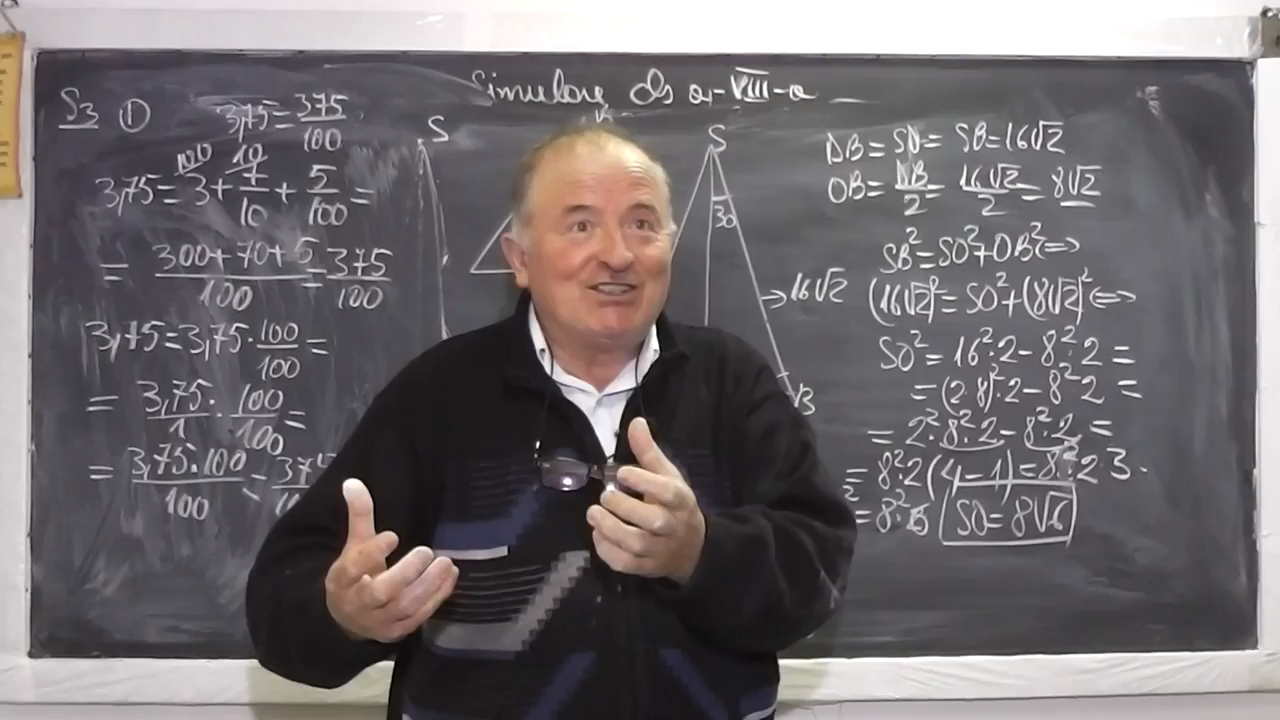 Simulare cls a-VIII-a
S₃ ① 3,75 = 375/100
3,75 = 3 + 7/10 + 5/100 =
100 10
= (300+70+5)/100 = 375/100
3,75 = 3,75 · 100/100 =
= 3,75/1 · 100/100 =
= (3,75·100)/100 =
S
S
30
16√2
B
DB = SD = SB = 16√2
OB = DB/2 = 16√2/2 = 8√2
SB² = SO² + OB² <=>
(16√2)² = SO² + (8√2)² <=>
SO² = 16²·2 - 8²·2 =
= (2·8)²·2 - 8²·2 =
= 2²·8²·2 - 8²·2 =
= 8²·2(4-1) = 8²·2·3
= 8²·6 SO = 8√6